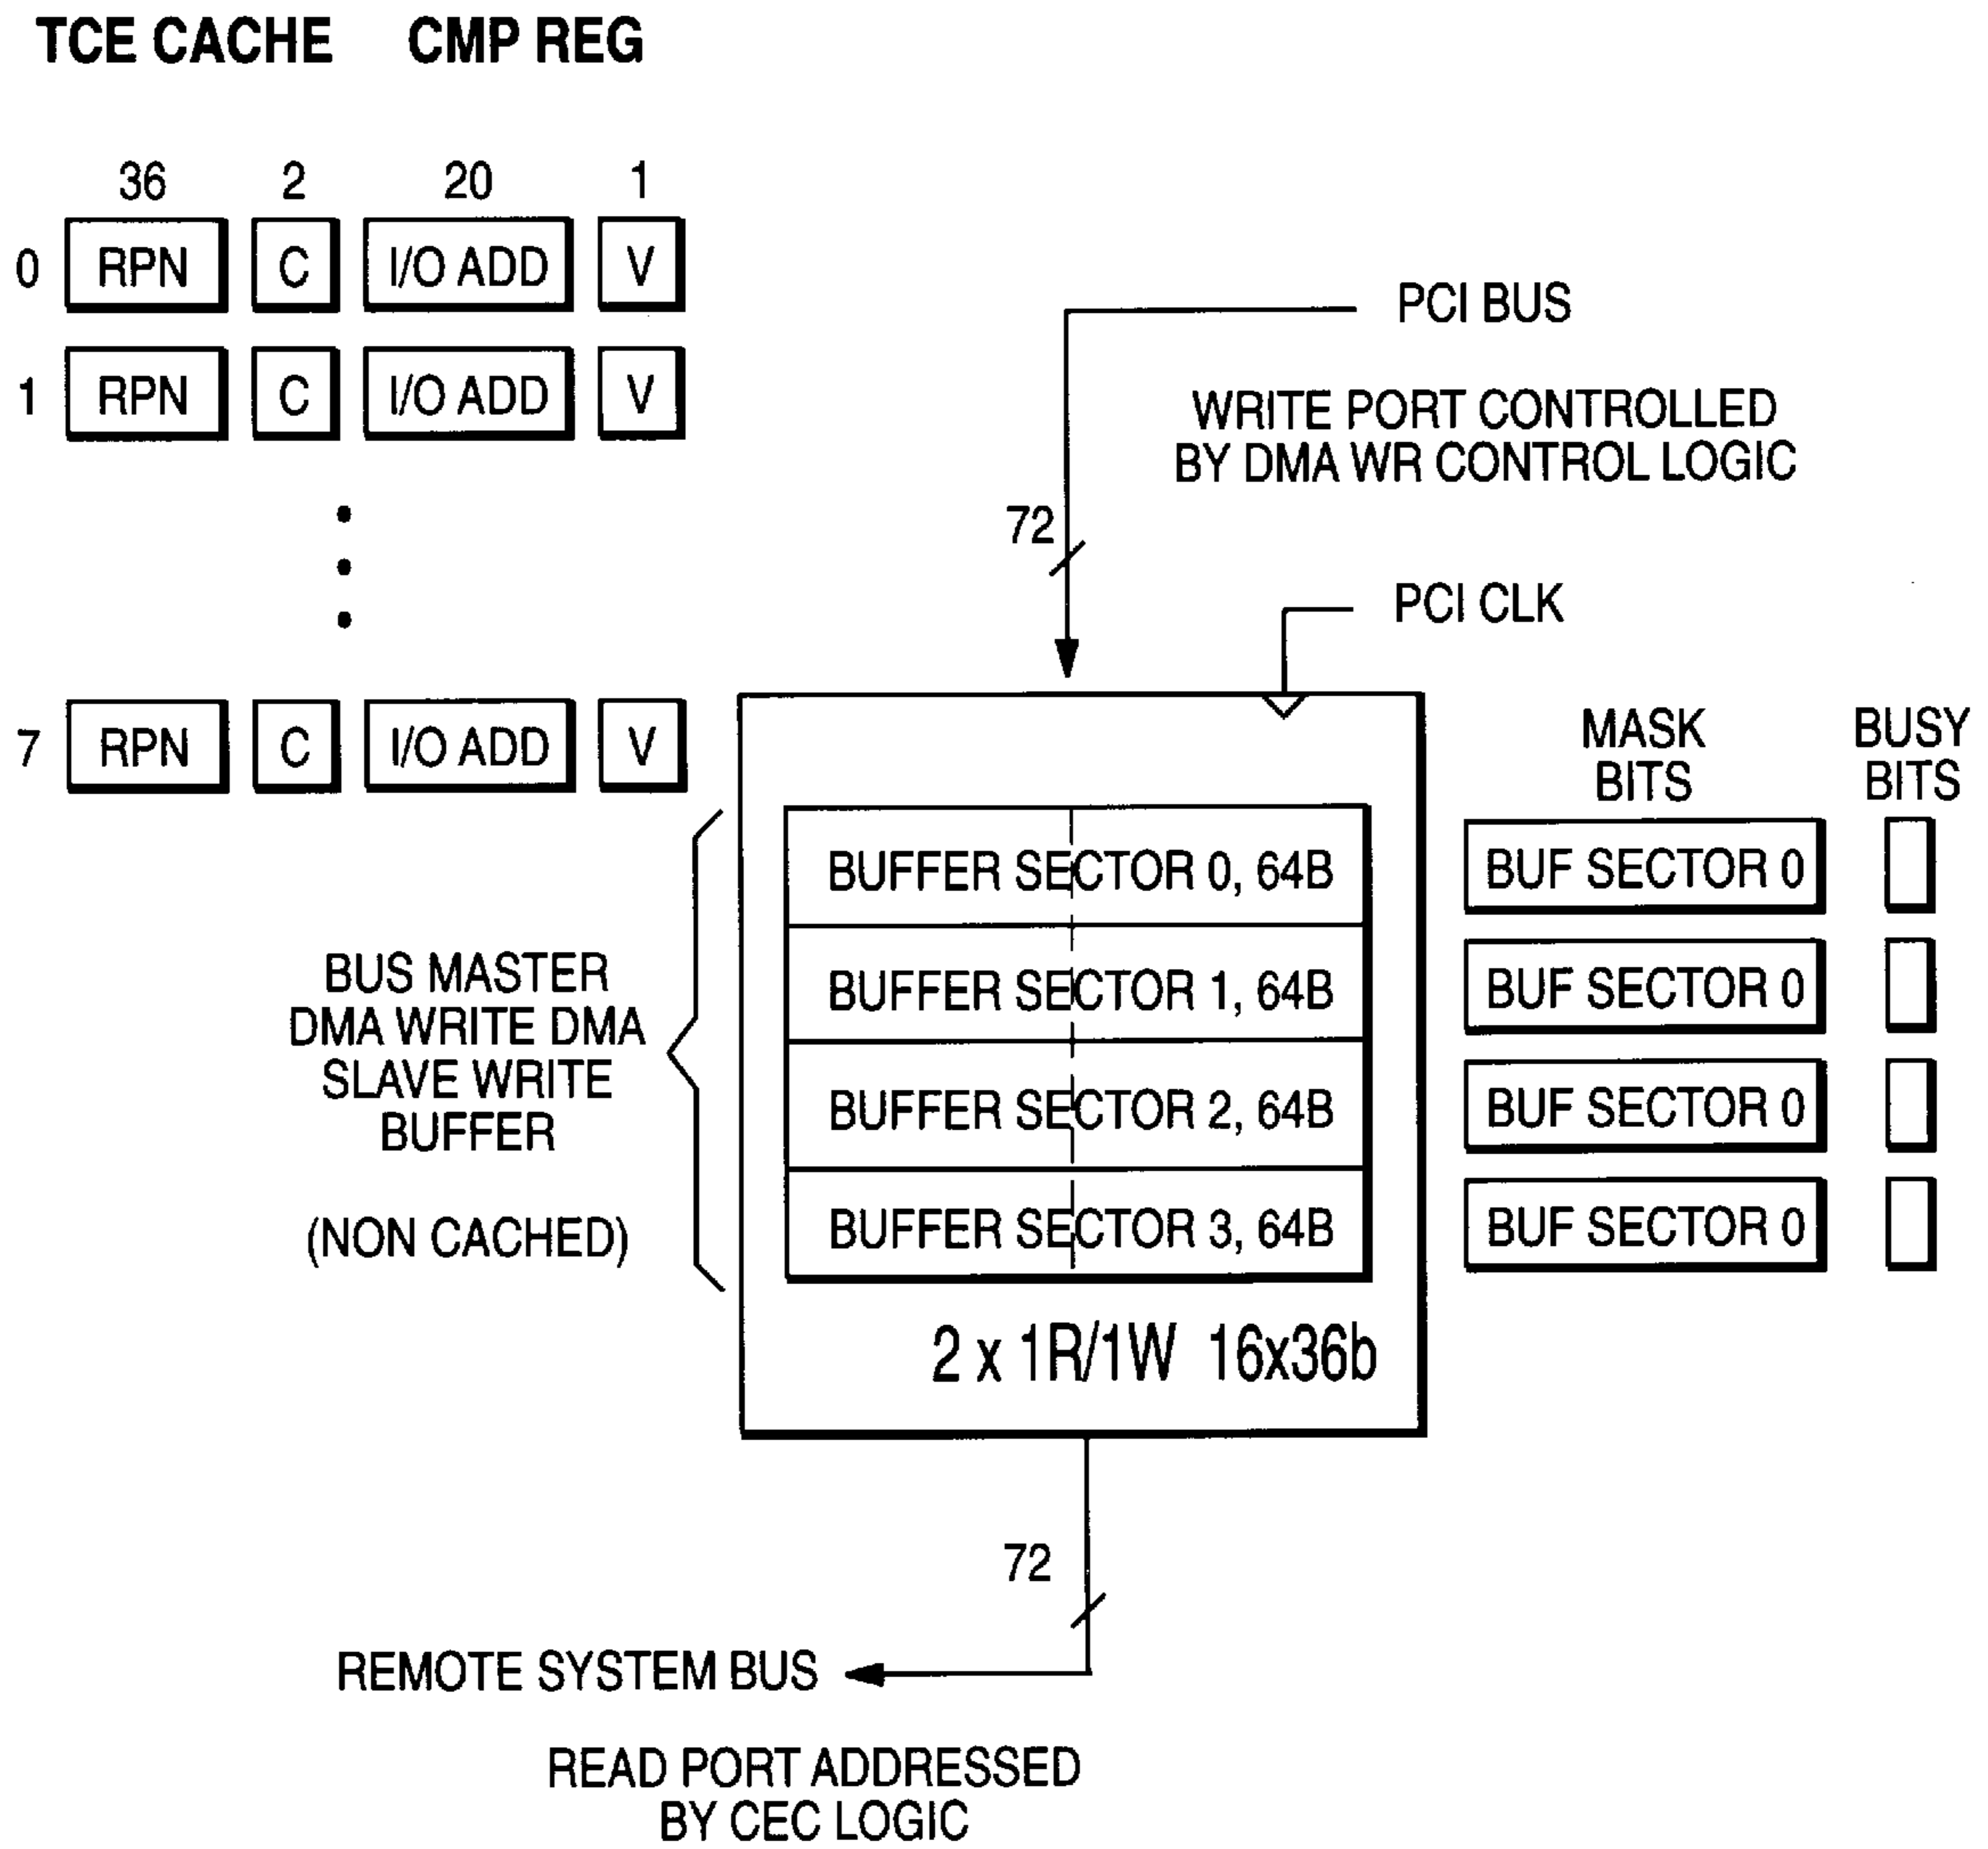 TCE CACHE CMP REG
36 2 20 1
0 RPN C I/O ADD V
1 RPN C I/O ADD V
7 RPN C I/O ADD V
PCI BUS
WRITE PORT CONTROLLED
BY DMA WR CONTROL LOGIC
72
PCI CLK
MASK
BITS
BUSY
BITS
BUFFER SECTOR 0, 64B
BUFFER SECTOR 1, 64B
BUFFER SECTOR 2, 64B
BUFFER SECTOR 3, 64B
BUF SECTOR 0
BUF SECTOR 0
BUF SECTOR 0
BUF SECTOR 0
BUS MASTER
DMA WRITE DMA
SLAVE WRITE
BUFFER
(NON CACHED)
2 x 1R/1W 16x36b
72
REMOTE SYSTEM BUS
READ PORT ADDRESSED
BY CEC LOGIC